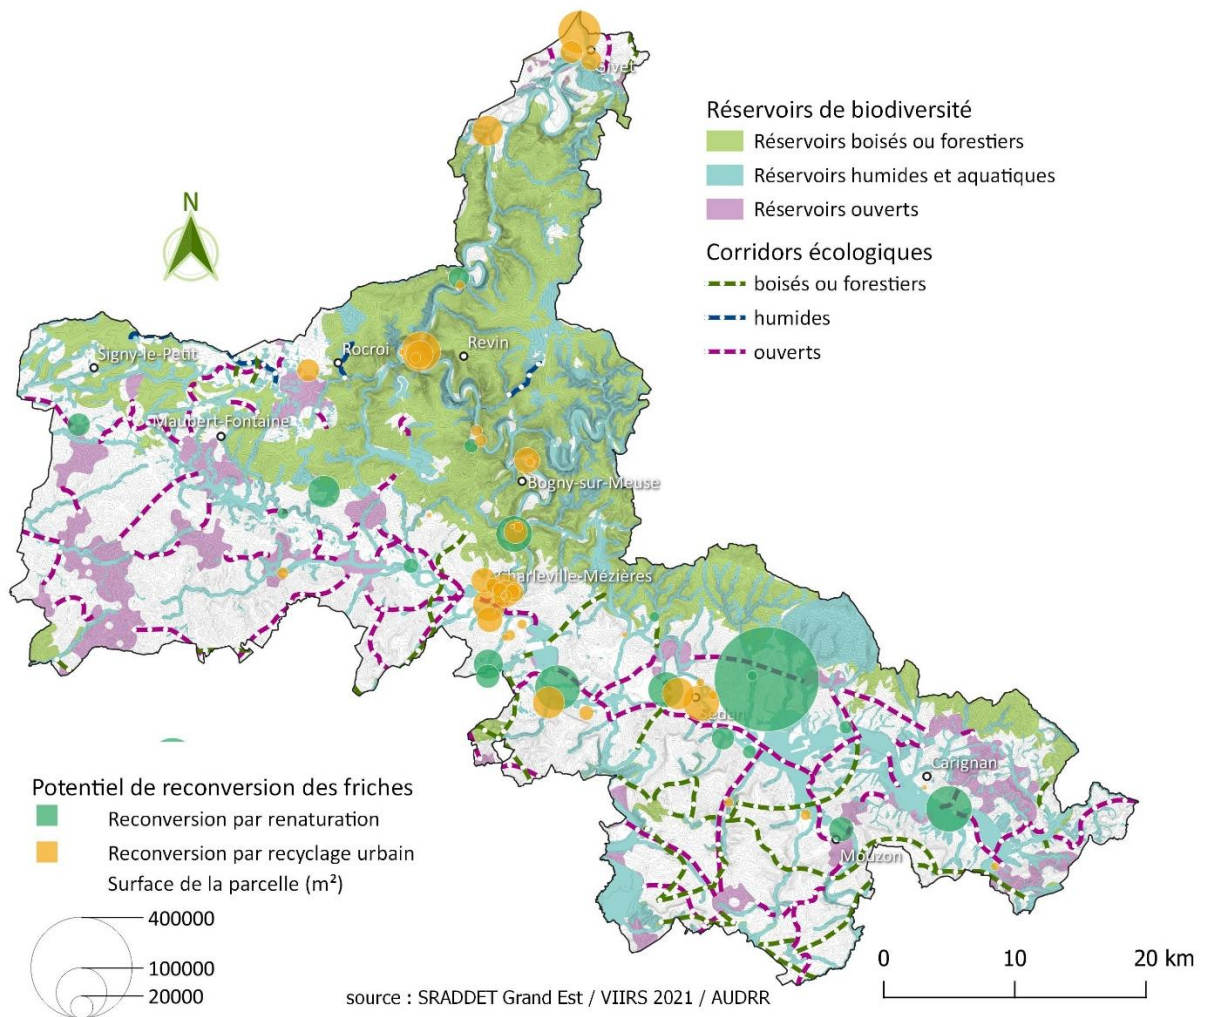 Givet
Réservoirs de biodiversité
Réservoirs boisés ou forestiers
Réservoirs humides et aquatiques
Réservoirs ouverts
N
Corridors écologiques
boisés ou forestiers
humides
ouverts
Signy-le-Petit
Rocroi
Revin
Maubert-Fontaine
Bogny-sur-Meuse
Charleville-Mézières
Sedan
Carignan
Mouzon
Potentiel de reconversion des friches
Reconversion par renaturation
Reconversion par recyclage urbain
Surface de la parcelle (m²)
400000
100000
20000
source : SRADDET Grand Est / VIIRS 2021 / AUDRR
0 10 20 km